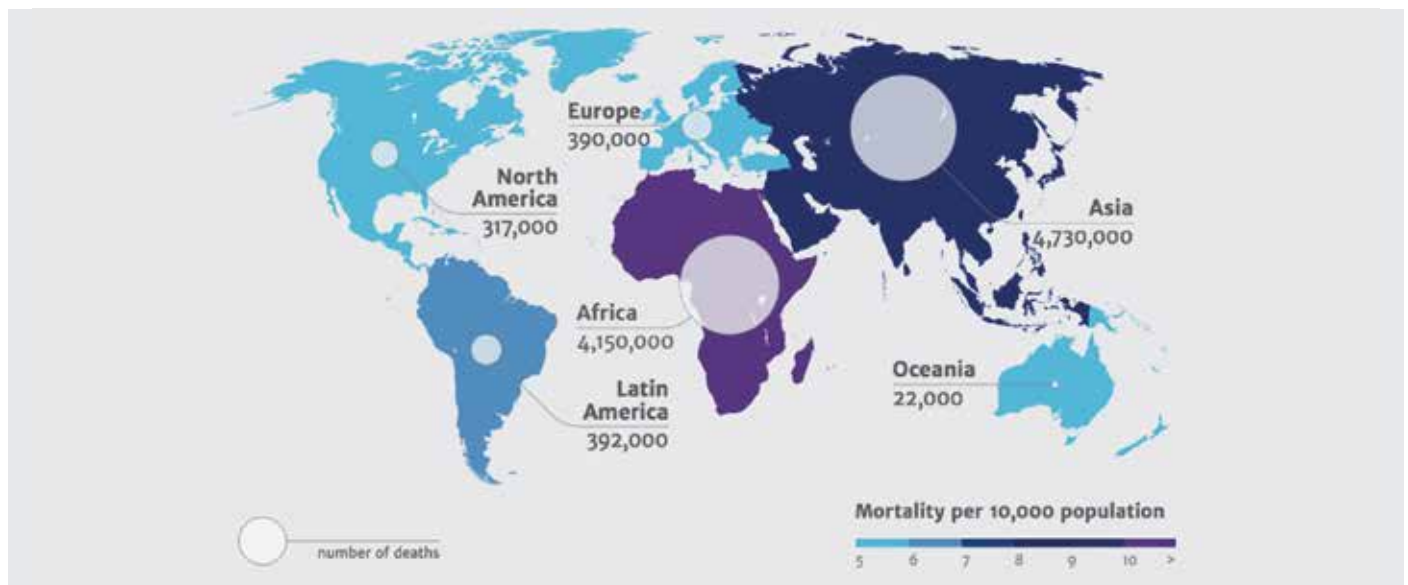 Europe
390,000
North
America
317,000
Asia
4,730,000
Africa
4,150,000
Oceania
22,000
Latin
America
392,000
Mortality per 10,000 population
number of deaths
5 6 7 8 9 10 >